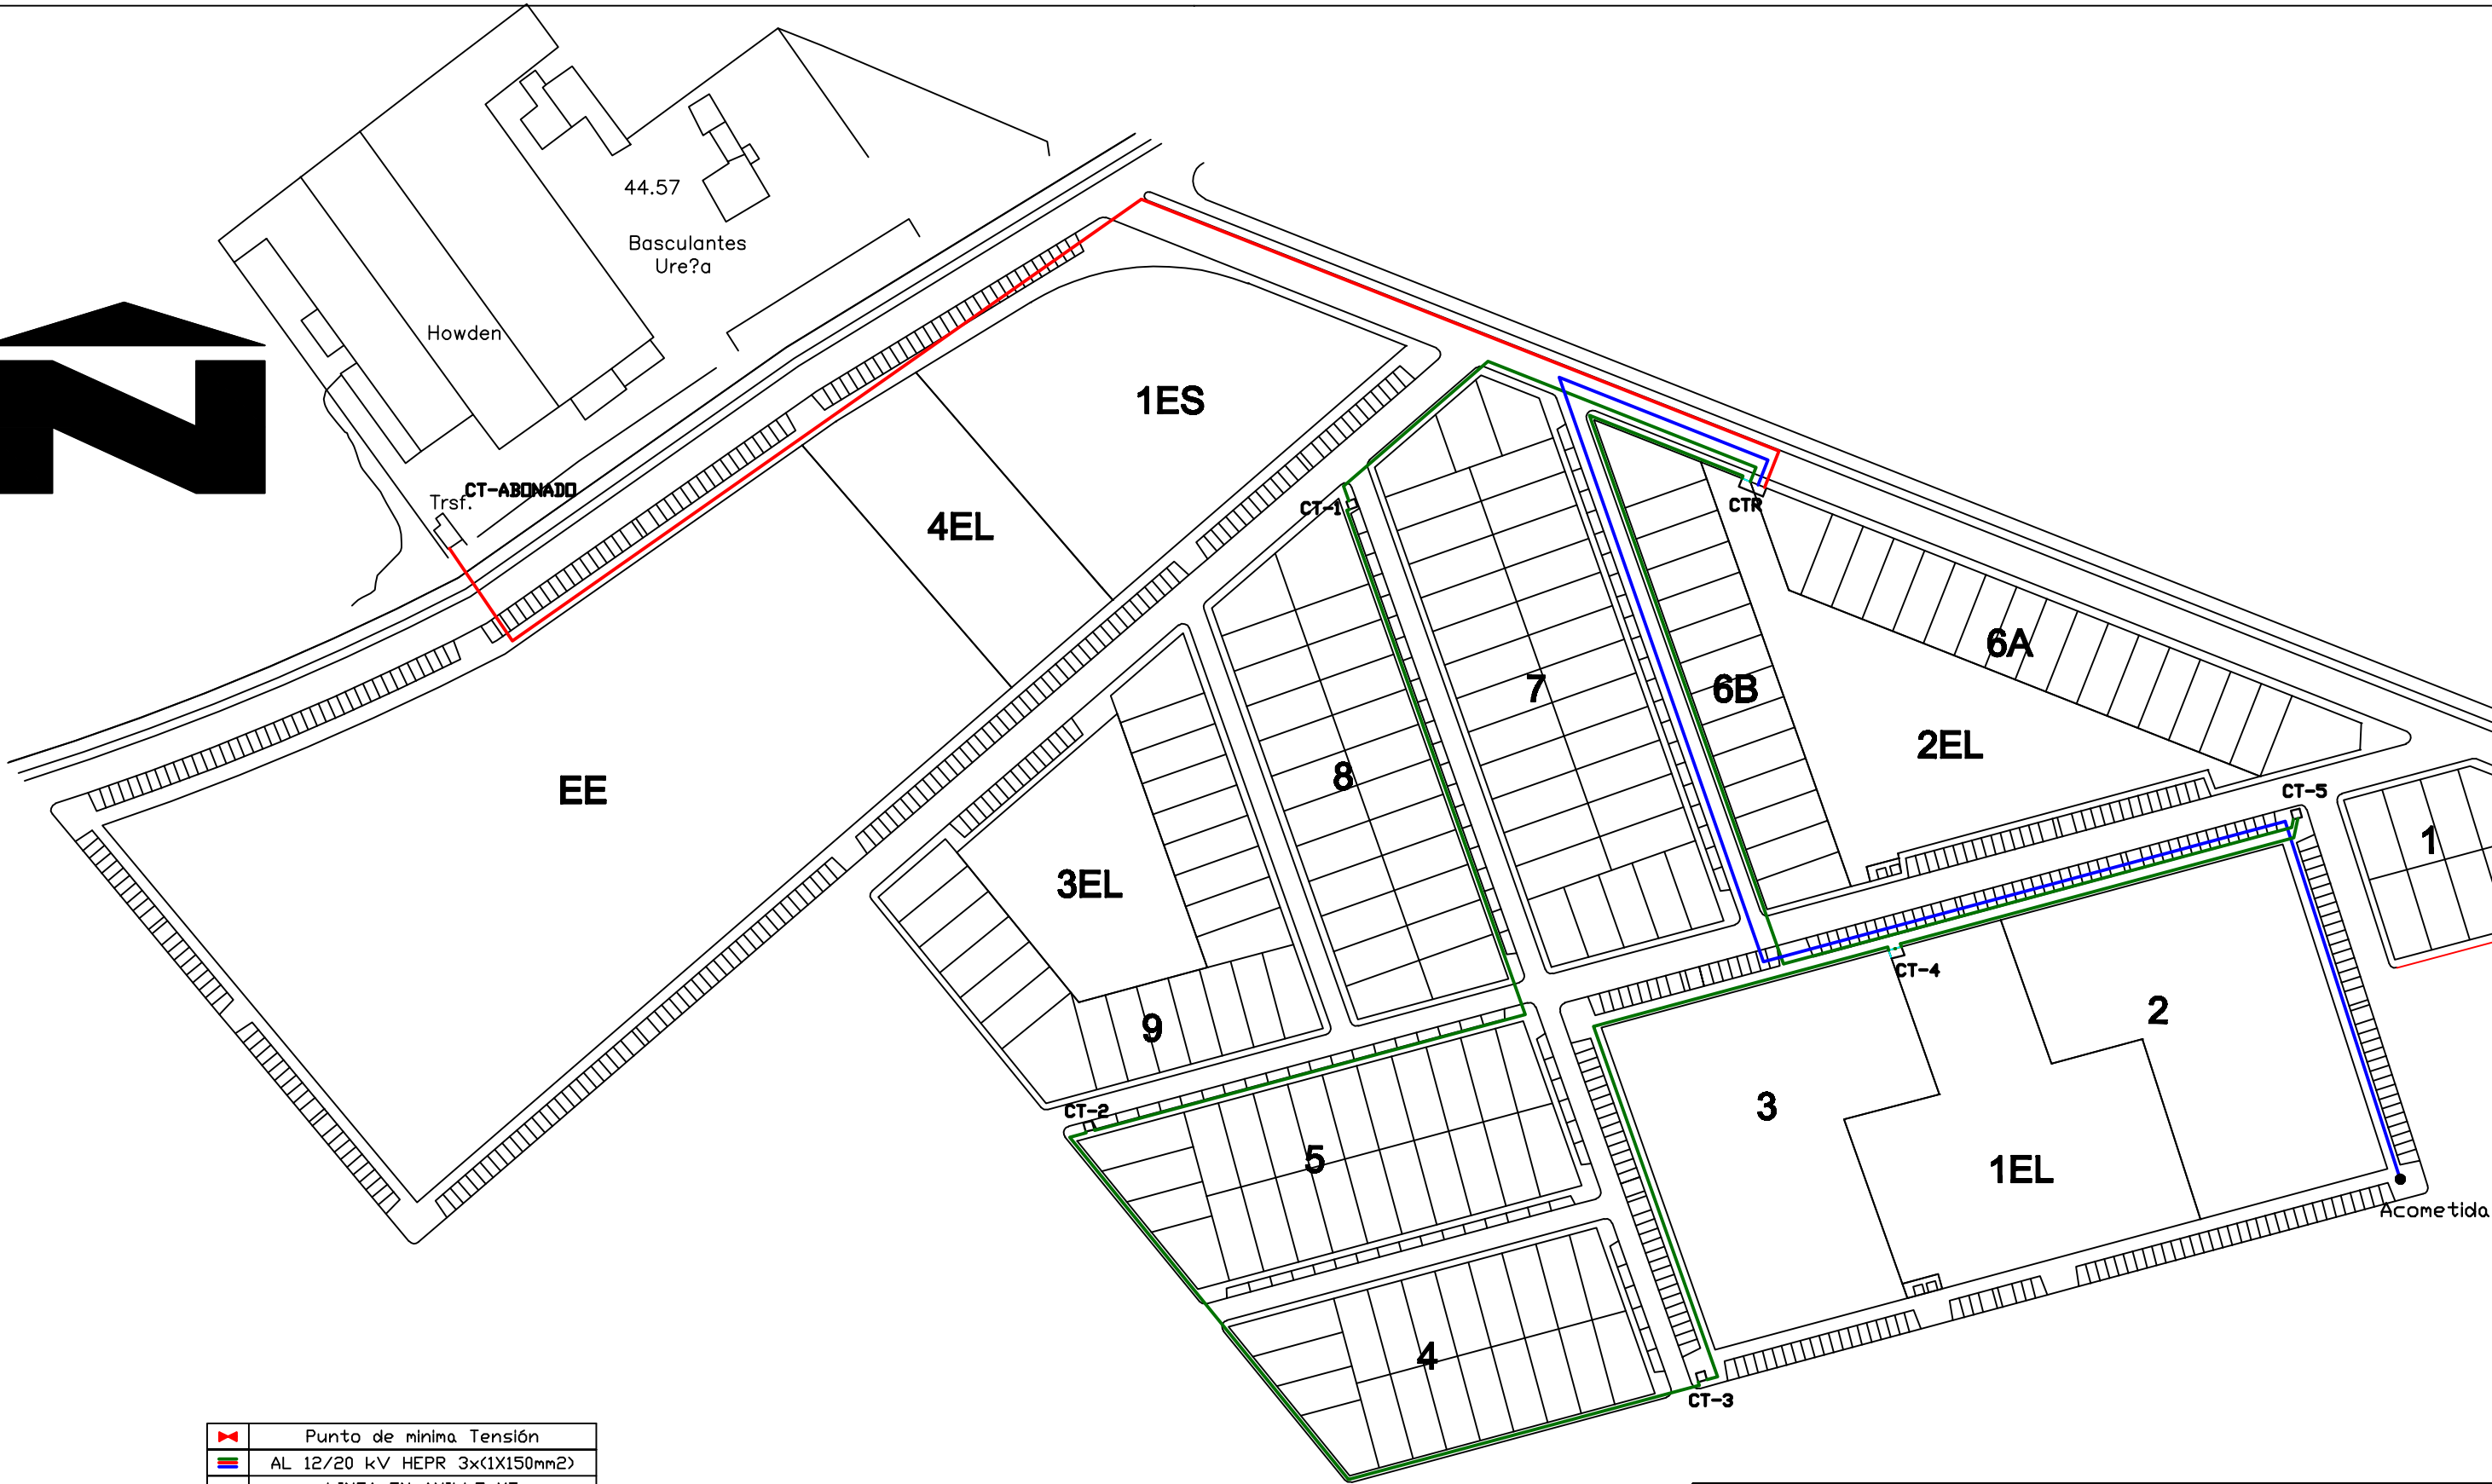 44.57
Basculantes
Ure?a
Howden
N
1ES
Trsf.
CT-ABONADO
CT-1
CTR
4EL
6A
7
6B
2EL
8
EE
CT-5
1
3EL
CT-4
2
9
3
CT-2
5
1EL
Acometida
4
CT-3
Punto de minima Tensión
AL 12/20 kV HEPR 3x(1X150mm2)